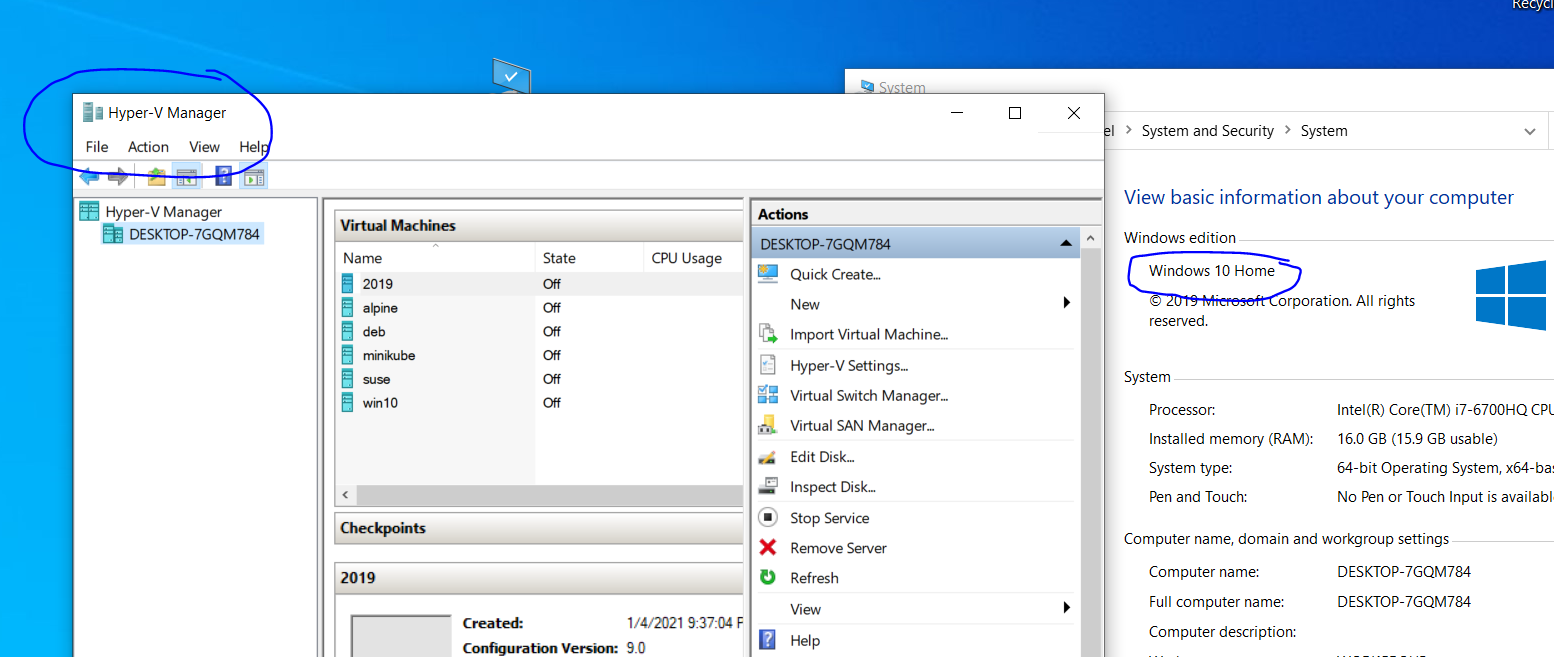 Recycl
System
Hyper-V Manager
File Action View Help
el > System and Security > System
Hyper-V Manager
DESKTOP-7GQM784
Virtual Machines
Name State CPU Usage
2019 Off
alpine Off
deb Off
minikube Off
suse Off
win10 Off
Checkpoints
2019
Created: 1/4/2021 9:37:04 P
Configuration Version: 9.0
Actions
DESKTOP-7GQM784
Quick Create...
New
Import Virtual Machine...
Hyper-V Settings...
Virtual Switch Manager...
Virtual SAN Manager...
Edit Disk...
Inspect Disk...
Stop Service
Remove Server
Refresh
View
Help
View basic information about your computer
Windows edition
Windows 10 Home
© 2019 Microsoft Corporation. All rights
reserved.
System
Processor: Intel(R) Core(TM) i7-6700HQ CPU
Installed memory (RAM): 16.0 GB (15.9 GB usable)
System type: 64-bit Operating System, x64-bas
Pen and Touch: No Pen or Touch Input is availabl
Computer name, domain and workgroup settings
Computer name: DESKTOP-7GQM784
Full computer name: DESKTOP-7GQM784
Computer description: